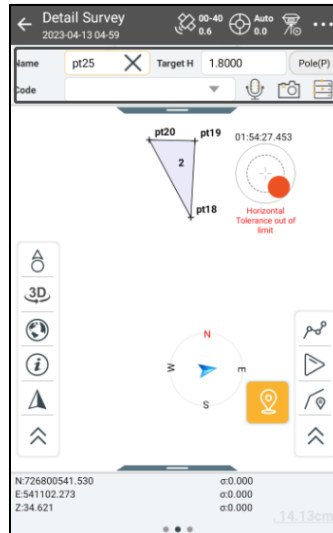 Detail Survey
2023-04-13 04-59
00-40
0.6
Auto
0.0
Name pt25 Target H 1.8000 Pole(P)
Code
pt20 pt19 01:54:27.453
2
pt18
Horizontal
Tolerance out of
limit
3D
N
W E
S
N:726800541.530 σ:0.000
E:541102.273 σ:0.000
Z:34.621
14.13cm